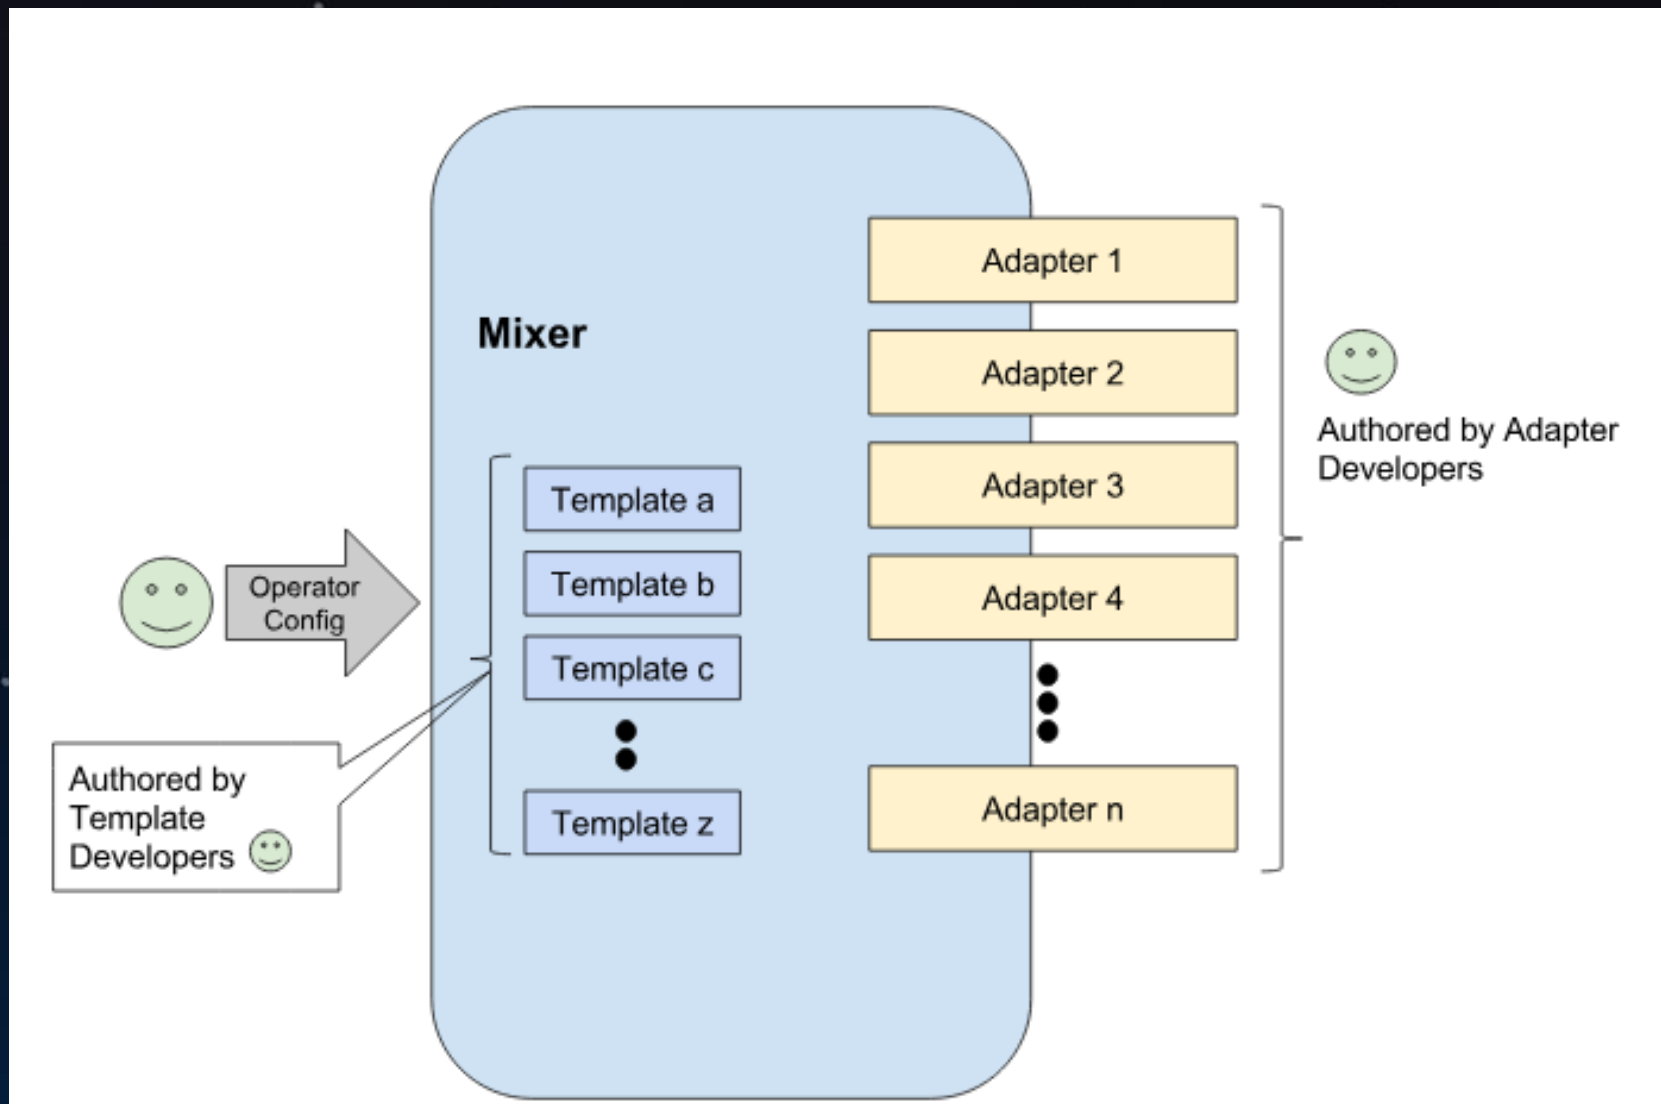 Mixer
Adapter 1
Adapter 2
Adapter 3
Adapter 4
Adapter n
Authored by Adapter
Developers
Template a
Template b
Template c
Template z
Operator
Config
Authored by
Template
Developers